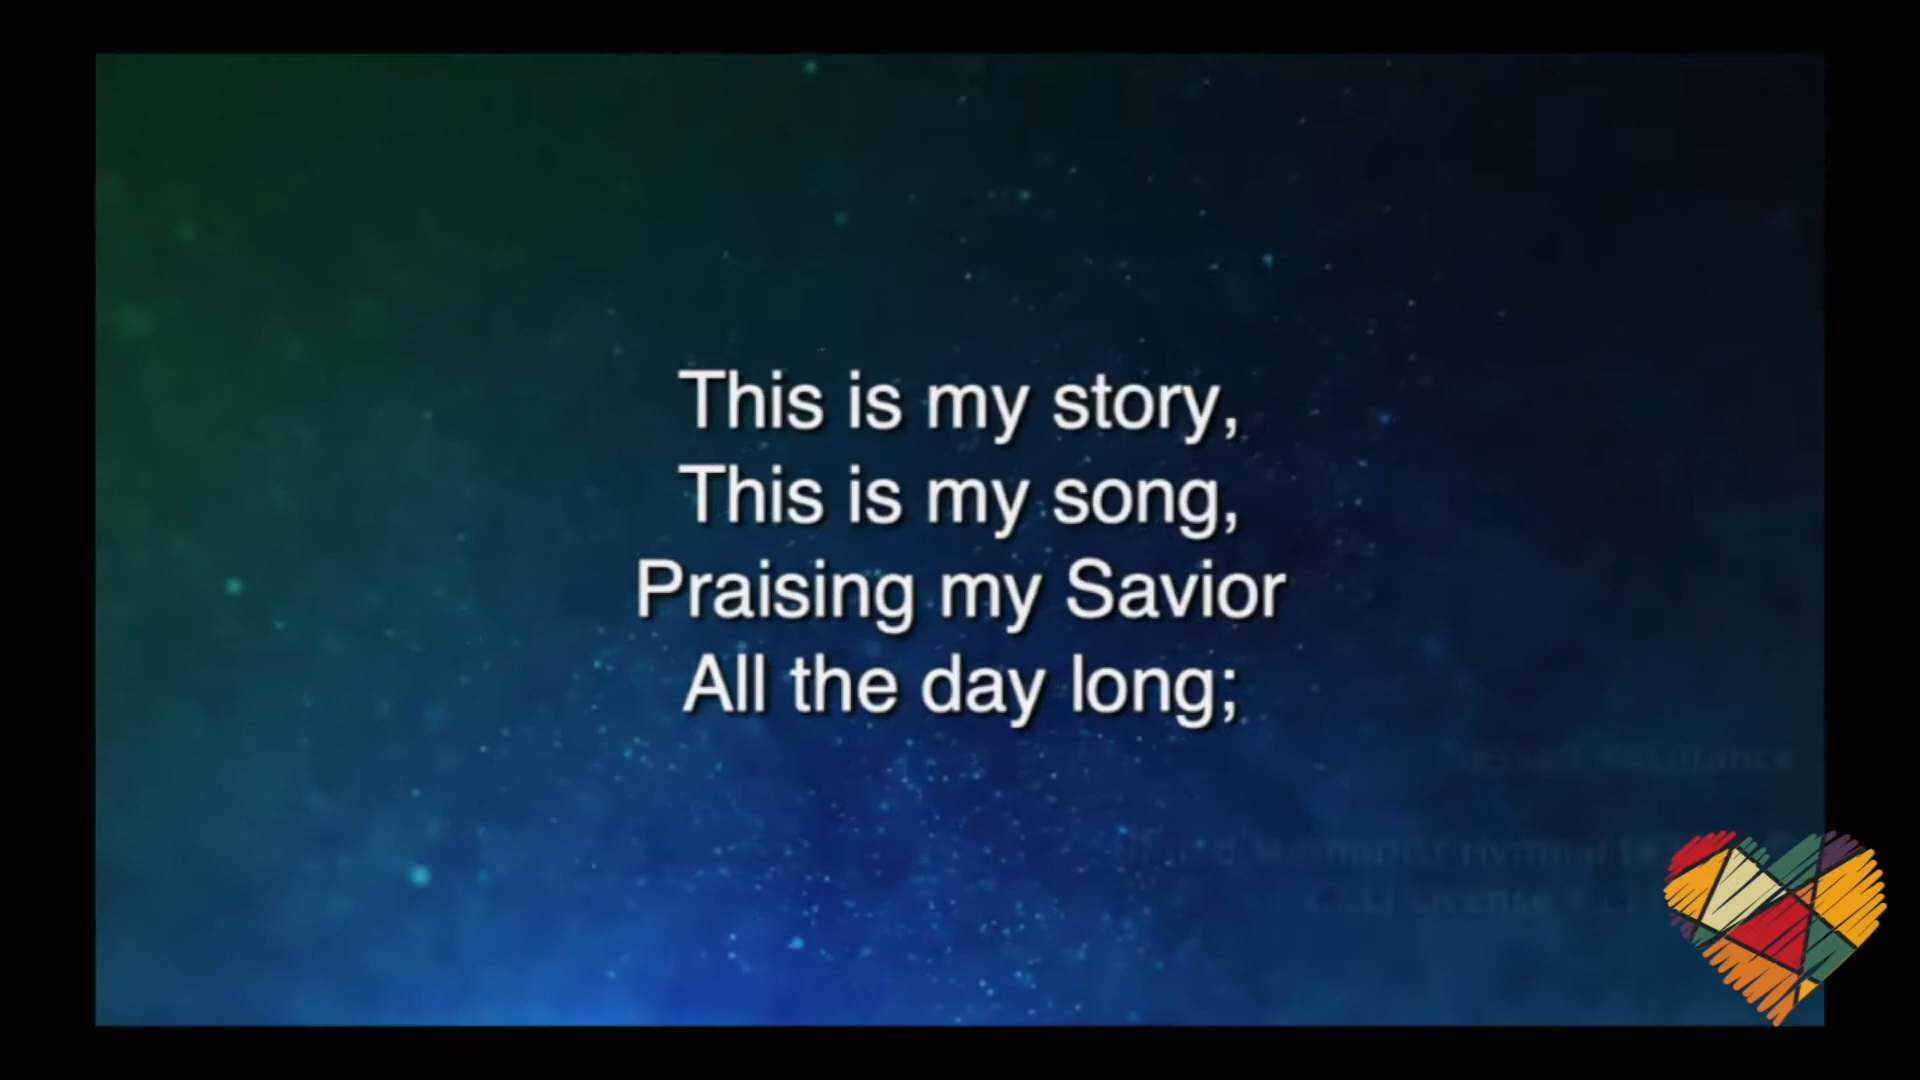 This is my story,
This is my song,
Praising my Savior
All the day long;